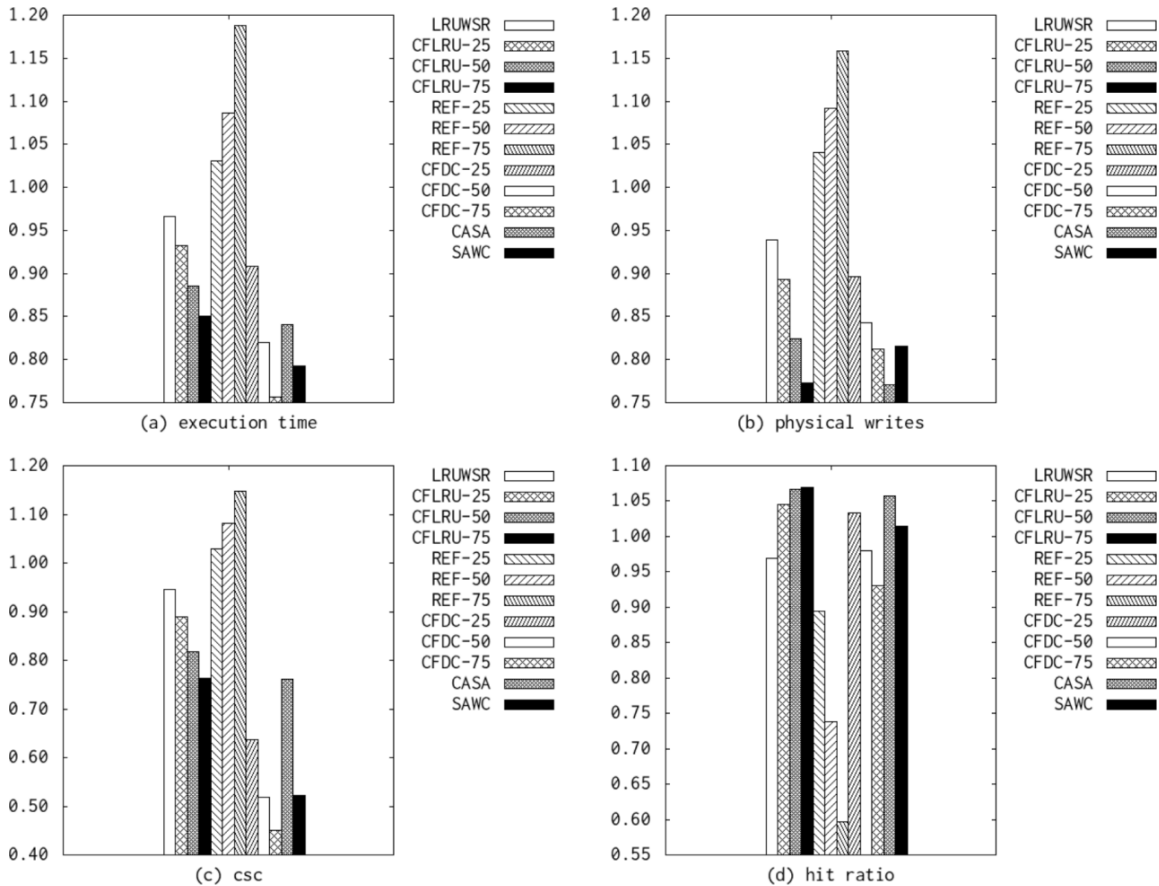 1.20
1.15
1.10
1.05
1.00
0.95
0.90
0.85
0.80
0.75
LRUWSR
CFLRU-25
CFLRU-50
CFLRU-75
REF-25
REF-50
REF-75
CFDC-25
CFDC-50
CFDC-75
CASA
SAWC
(a) execution time
1.20
1.15
1.10
1.05
1.00
0.95
0.90
0.85
0.80
0.75
LRUWSR
CFLRU-25
CFLRU-50
CFLRU-75
REF-25
REF-50
REF-75
CFDC-25
CFDC-50
CFDC-75
CASA
SAWC
(b) physical writes
1.20
1.10
1.00
0.90
0.80
0.70
0.60
0.50
0.40
LRUWSR
CFLRU-25
CFLRU-50
CFLRU-75
REF-25
REF-50
REF-75
CFDC-25
CFDC-50
CFDC-75
CASA
SAWC
(c) csc
1.10
1.05
1.00
0.95
0.90
0.85
0.80
0.75
0.70
0.65
0.60
0.55
LRUWSR
CFLRU-25
CFLRU-50
CFLRU-75
REF-25
REF-50
REF-75
CFDC-25
CFDC-50
CFDC-75
CASA
SAWC
(d) hit ratio